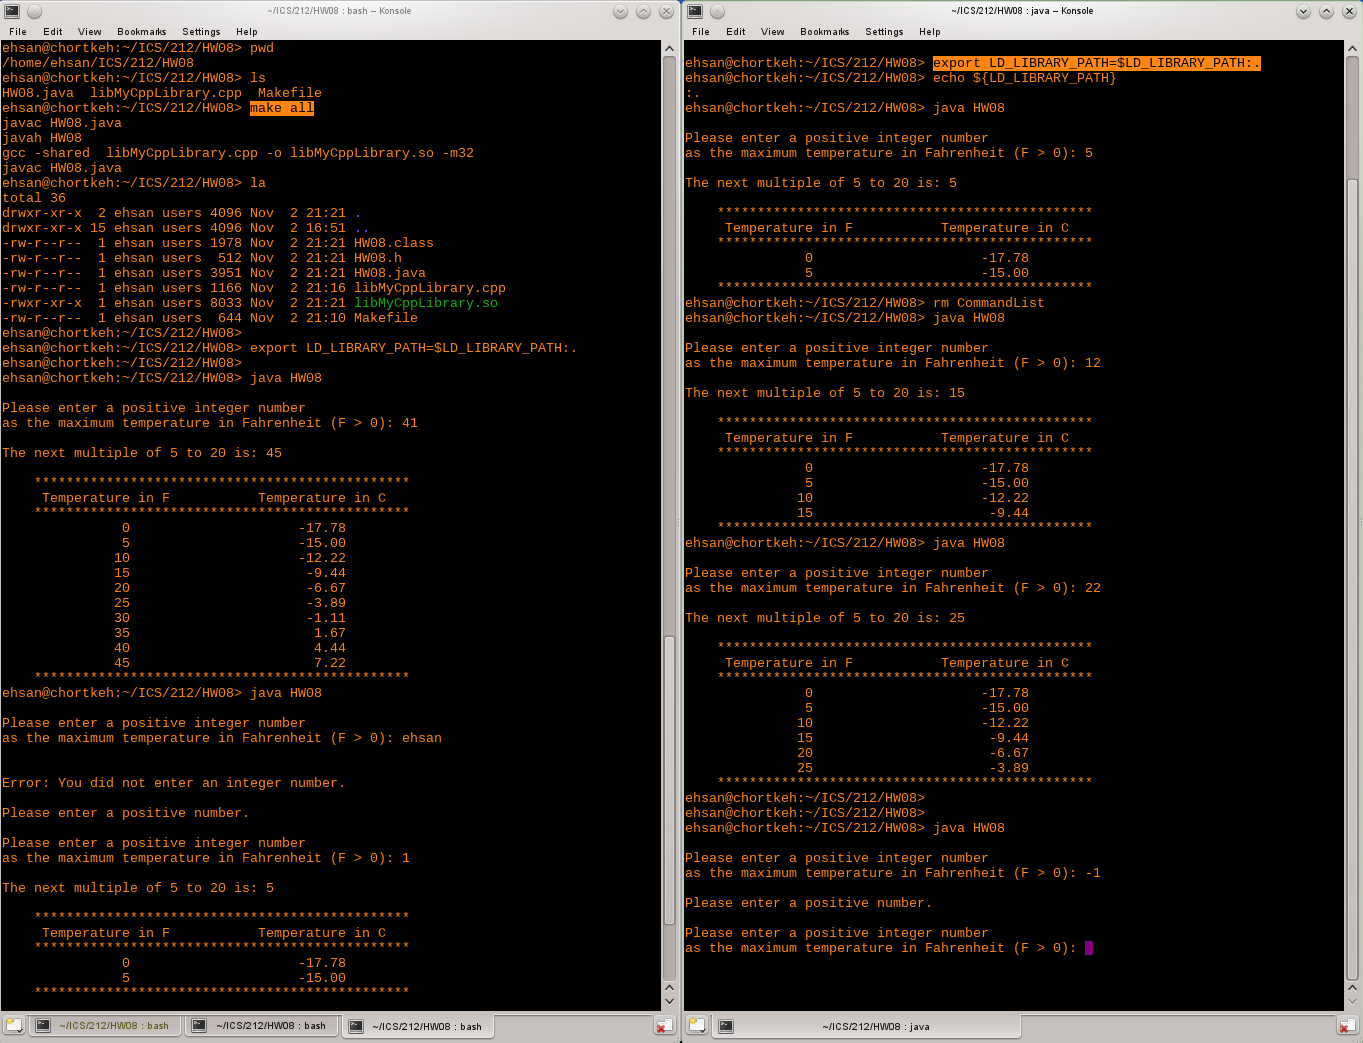 ~/ICS/212/HW08 : bash – Konsole
File Edit View Bookmarks Settings Help
ehsan@chortkeh:~/ICS/212/HW08> pwd
/home/ehsan/ICS/212/HW08
ehsan@chortkeh:~/ICS/212/HW08> ls
HW08.java  libMyCppLibrary.cpp  Makefile
ehsan@chortkeh:~/ICS/212/HW08> make all
javac HW08.java
javah HW08
gcc -shared  libMyCppLibrary.cpp -o libMyCppLibrary.so -m32
javac HW08.java
ehsan@chortkeh:~/ICS/212/HW08> la
total 36
drwxr-xr-x  2 ehsan users 4096 Nov  2 21:21 .
drwxr-xr-x 15 ehsan users 4096 Nov  2 16:51 ..
-rw-r--r--  1 ehsan users 1978 Nov  2 21:21 HW08.class
-rw-r--r--  1 ehsan users  512 Nov  2 21:21 HW08.h
-rw-r--r--  1 ehsan users 3951 Nov  2 21:21 HW08.java
-rw-r--r--  1 ehsan users 1166 Nov  2 21:16 libMyCppLibrary.cpp
-rwxr-xr-x  1 ehsan users 8033 Nov  2 21:21 libMyCppLibrary.so
-rw-r--r--  1 ehsan users  644 Nov  2 21:10 Makefile
ehsan@chortkeh:~/ICS/212/HW08>
ehsan@chortkeh:~/ICS/212/HW08> export LD_LIBRARY_PATH=$LD_LIBRARY_PATH:.
ehsan@chortkeh:~/ICS/212/HW08>
ehsan@chortkeh:~/ICS/212/HW08> java HW08
Please enter a positive integer number
as the maximum temperature in Fahrenheit (F > 0): 41
The next multiple of 5 to 20 is: 45
***********************************************
Temperature in F           Temperature in C
***********************************************
0                     -17.78
5                     -15.00
10                     -12.22
15                      -9.44
20                      -6.67
25                      -3.89
30                      -1.11
35                       1.67
40                       4.44
45                       7.22
***********************************************
ehsan@chortkeh:~/ICS/212/HW08> java HW08
Please enter a positive integer number
as the maximum temperature in Fahrenheit (F > 0): ehsan
Error: You did not enter an integer number.
Please enter a positive number.
Please enter a positive integer number
as the maximum temperature in Fahrenheit (F > 0): 1
The next multiple of 5 to 20 is: 5
***********************************************
Temperature in F           Temperature in C
***********************************************
0                     -17.78
5                     -15.00
***********************************************
~/ICS/212/HW08 : bash
~/ICS/212/HW08 : bash
~/ICS/212/HW08 : bash
~/ICS/212/HW08 : java – Konsole
File Edit View Bookmarks Settings Help
ehsan@chortkeh:~/ICS/212/HW08> export LD_LIBRARY_PATH=$LD_LIBRARY_PATH:.
ehsan@chortkeh:~/ICS/212/HW08> echo ${LD_LIBRARY_PATH}
:.
ehsan@chortkeh:~/ICS/212/HW08> java HW08
Please enter a positive integer number
as the maximum temperature in Fahrenheit (F > 0): 5
The next multiple of 5 to 20 is: 5
***********************************************
Temperature in F           Temperature in C
***********************************************
0                     -17.78
5                     -15.00
***********************************************
ehsan@chortkeh:~/ICS/212/HW08> rm CommandList
ehsan@chortkeh:~/ICS/212/HW08> java HW08
Please enter a positive integer number
as the maximum temperature in Fahrenheit (F > 0): 12
The next multiple of 5 to 20 is: 15
***********************************************
Temperature in F           Temperature in C
***********************************************
0                     -17.78
5                     -15.00
10                     -12.22
15                      -9.44
***********************************************
ehsan@chortkeh:~/ICS/212/HW08> java HW08
Please enter a positive integer number
as the maximum temperature in Fahrenheit (F > 0): 22
The next multiple of 5 to 20 is: 25
***********************************************
Temperature in F           Temperature in C
***********************************************
0                     -17.78
5                     -15.00
10                     -12.22
15                      -9.44
20                      -6.67
25                      -3.89
***********************************************
ehsan@chortkeh:~/ICS/212/HW08>
ehsan@chortkeh:~/ICS/212/HW08>
ehsan@chortkeh:~/ICS/212/HW08> java HW08
Please enter a positive integer number
as the maximum temperature in Fahrenheit (F > 0): -1
Please enter a positive number.
Please enter a positive integer number
as the maximum temperature in Fahrenheit (F > 0):
~/ICS/212/HW08 : java